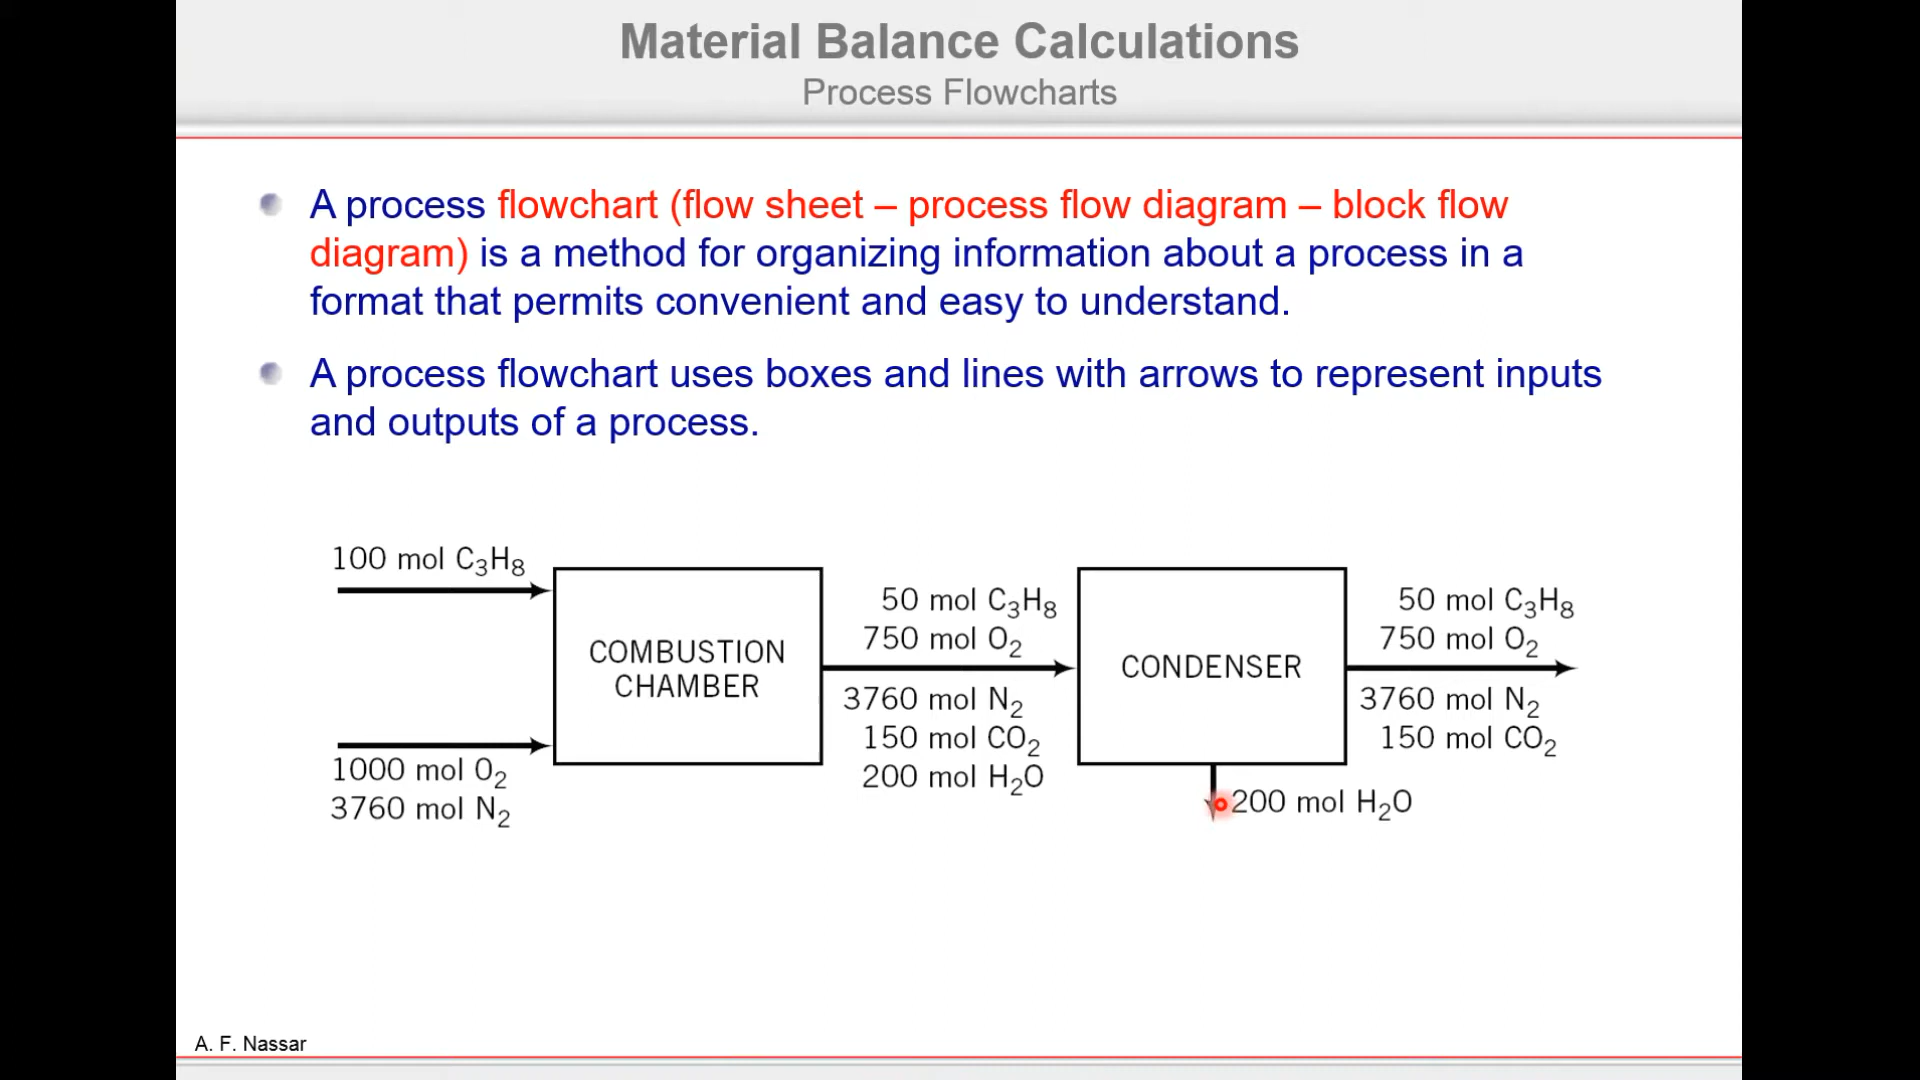 Material Balance Calculations
Process Flowcharts
A process flowchart (flow sheet – process flow diagram – block flow
diagram) is a method for organizing information about a process in a
format that permits convenient and easy to understand.
A process flowchart uses boxes and lines with arrows to represent inputs
and outputs of a process.
100 mol C₃H₈
1000 mol O₂
3760 mol N₂
COMBUSTION
CHAMBER
50 mol C₃H₈
750 mol O₂
3760 mol N₂
150 mol CO₂
200 mol H₂O
CONDENSER
50 mol C₃H₈
750 mol O₂
3760 mol N₂
150 mol CO₂
200 mol H₂O
A. F. Nassar